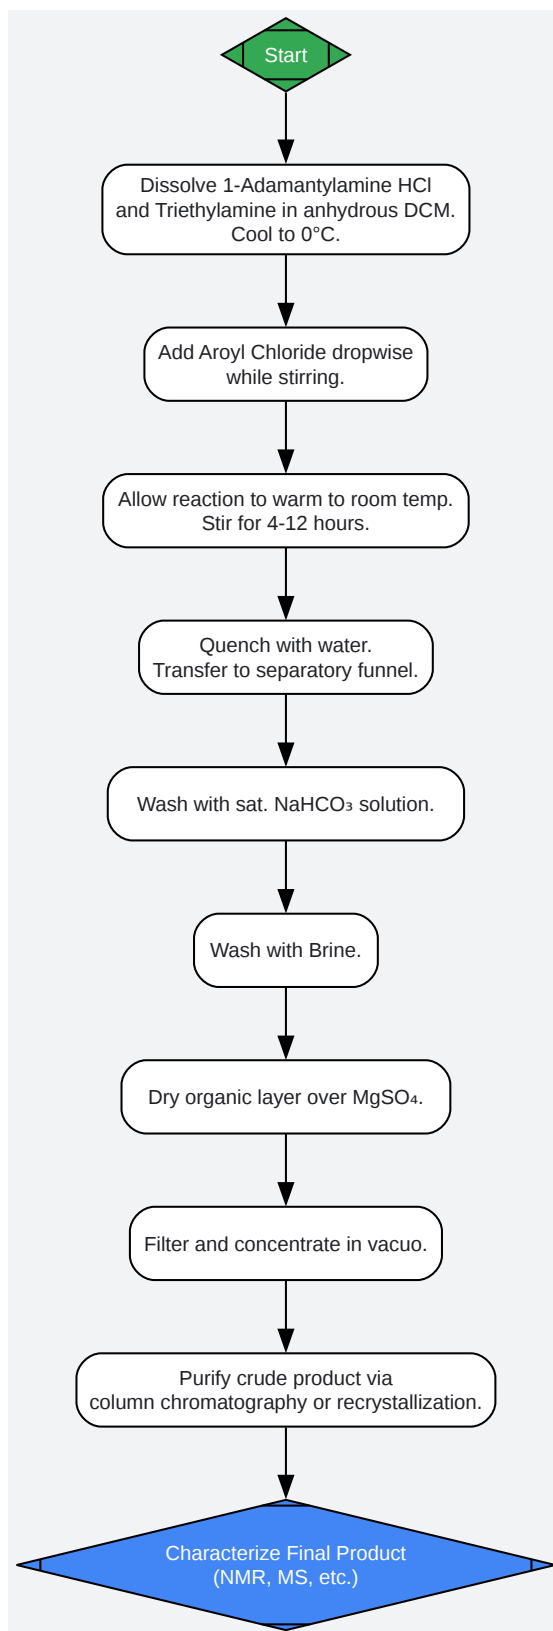 Start
Dissolve 1-Adamantylamine HCl
and Triethylamine in anhydrous DCM.
Cool to 0°C.
Add Aroyl Chloride dropwise
while stirring.
Allow reaction to warm to room temp.
Stir for 4-12 hours.
Quench with water.
Transfer to separatory funnel.
Wash with sat. NaHCO₃ solution.
Wash with Brine.
Dry organic layer over MgSO₄.
Filter and concentrate in vacuo.
Purify crude product via
column chromatography or recrystallization.
Characterize Final Product
(NMR, MS, etc.)